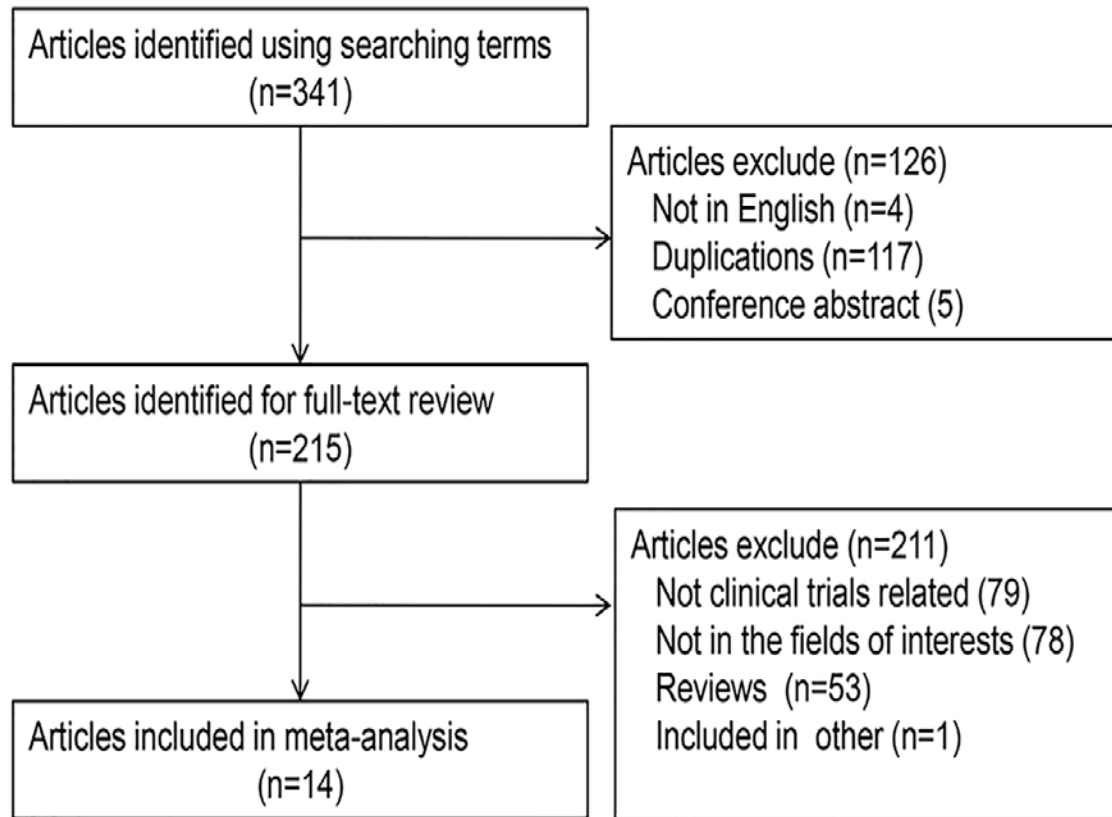 Articles identified using searching terms
(n=341)
Articles exclude (n=126)
Not in English (n=4)
Duplications (n=117)
Conference abstract (5)
Articles identified for full-text review
(n=215)
Articles exclude (n=211)
Not clinical trials related (79)
Not in the fields of interests (78)
Reviews (n=53)
Included in other (n=1)
Articles included in meta-analysis
(n=14)